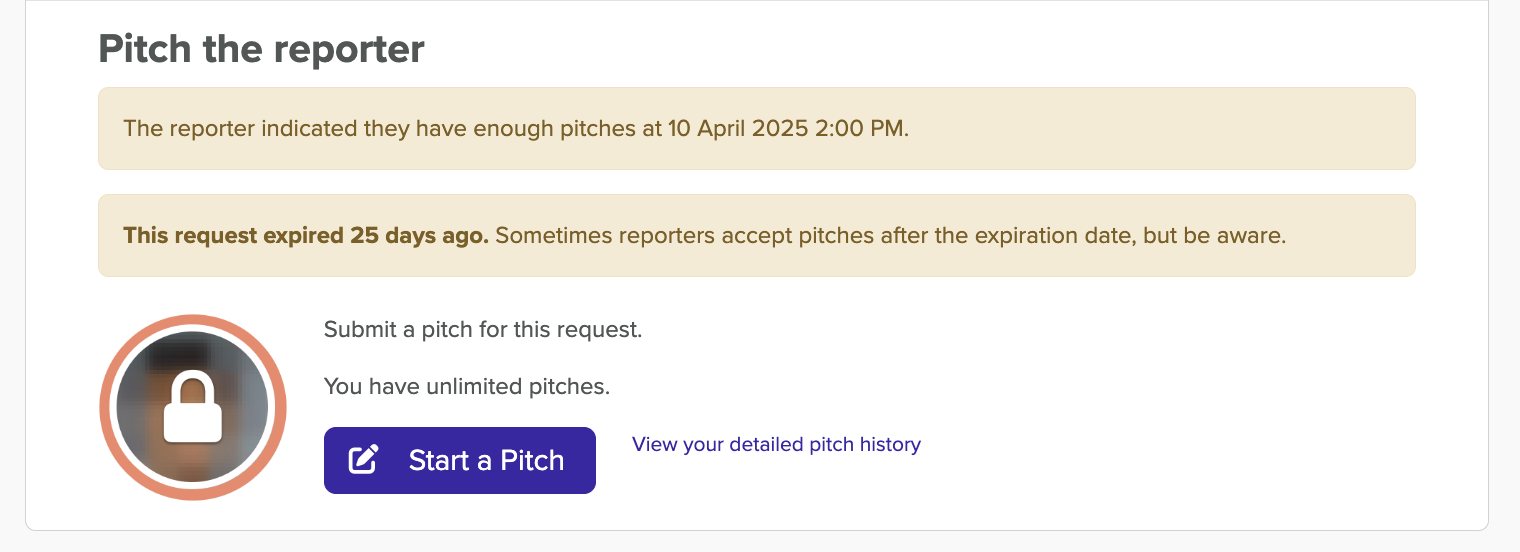 Pitch the reporter
The reporter indicated they have enough pitches at 10 April 2025 2:00 PM.
This request expired 25 days ago. Sometimes reporters accept pitches after the expiration date, but be aware.
Submit a pitch for this request.
You have unlimited pitches.
Start a Pitch
View your detailed pitch history